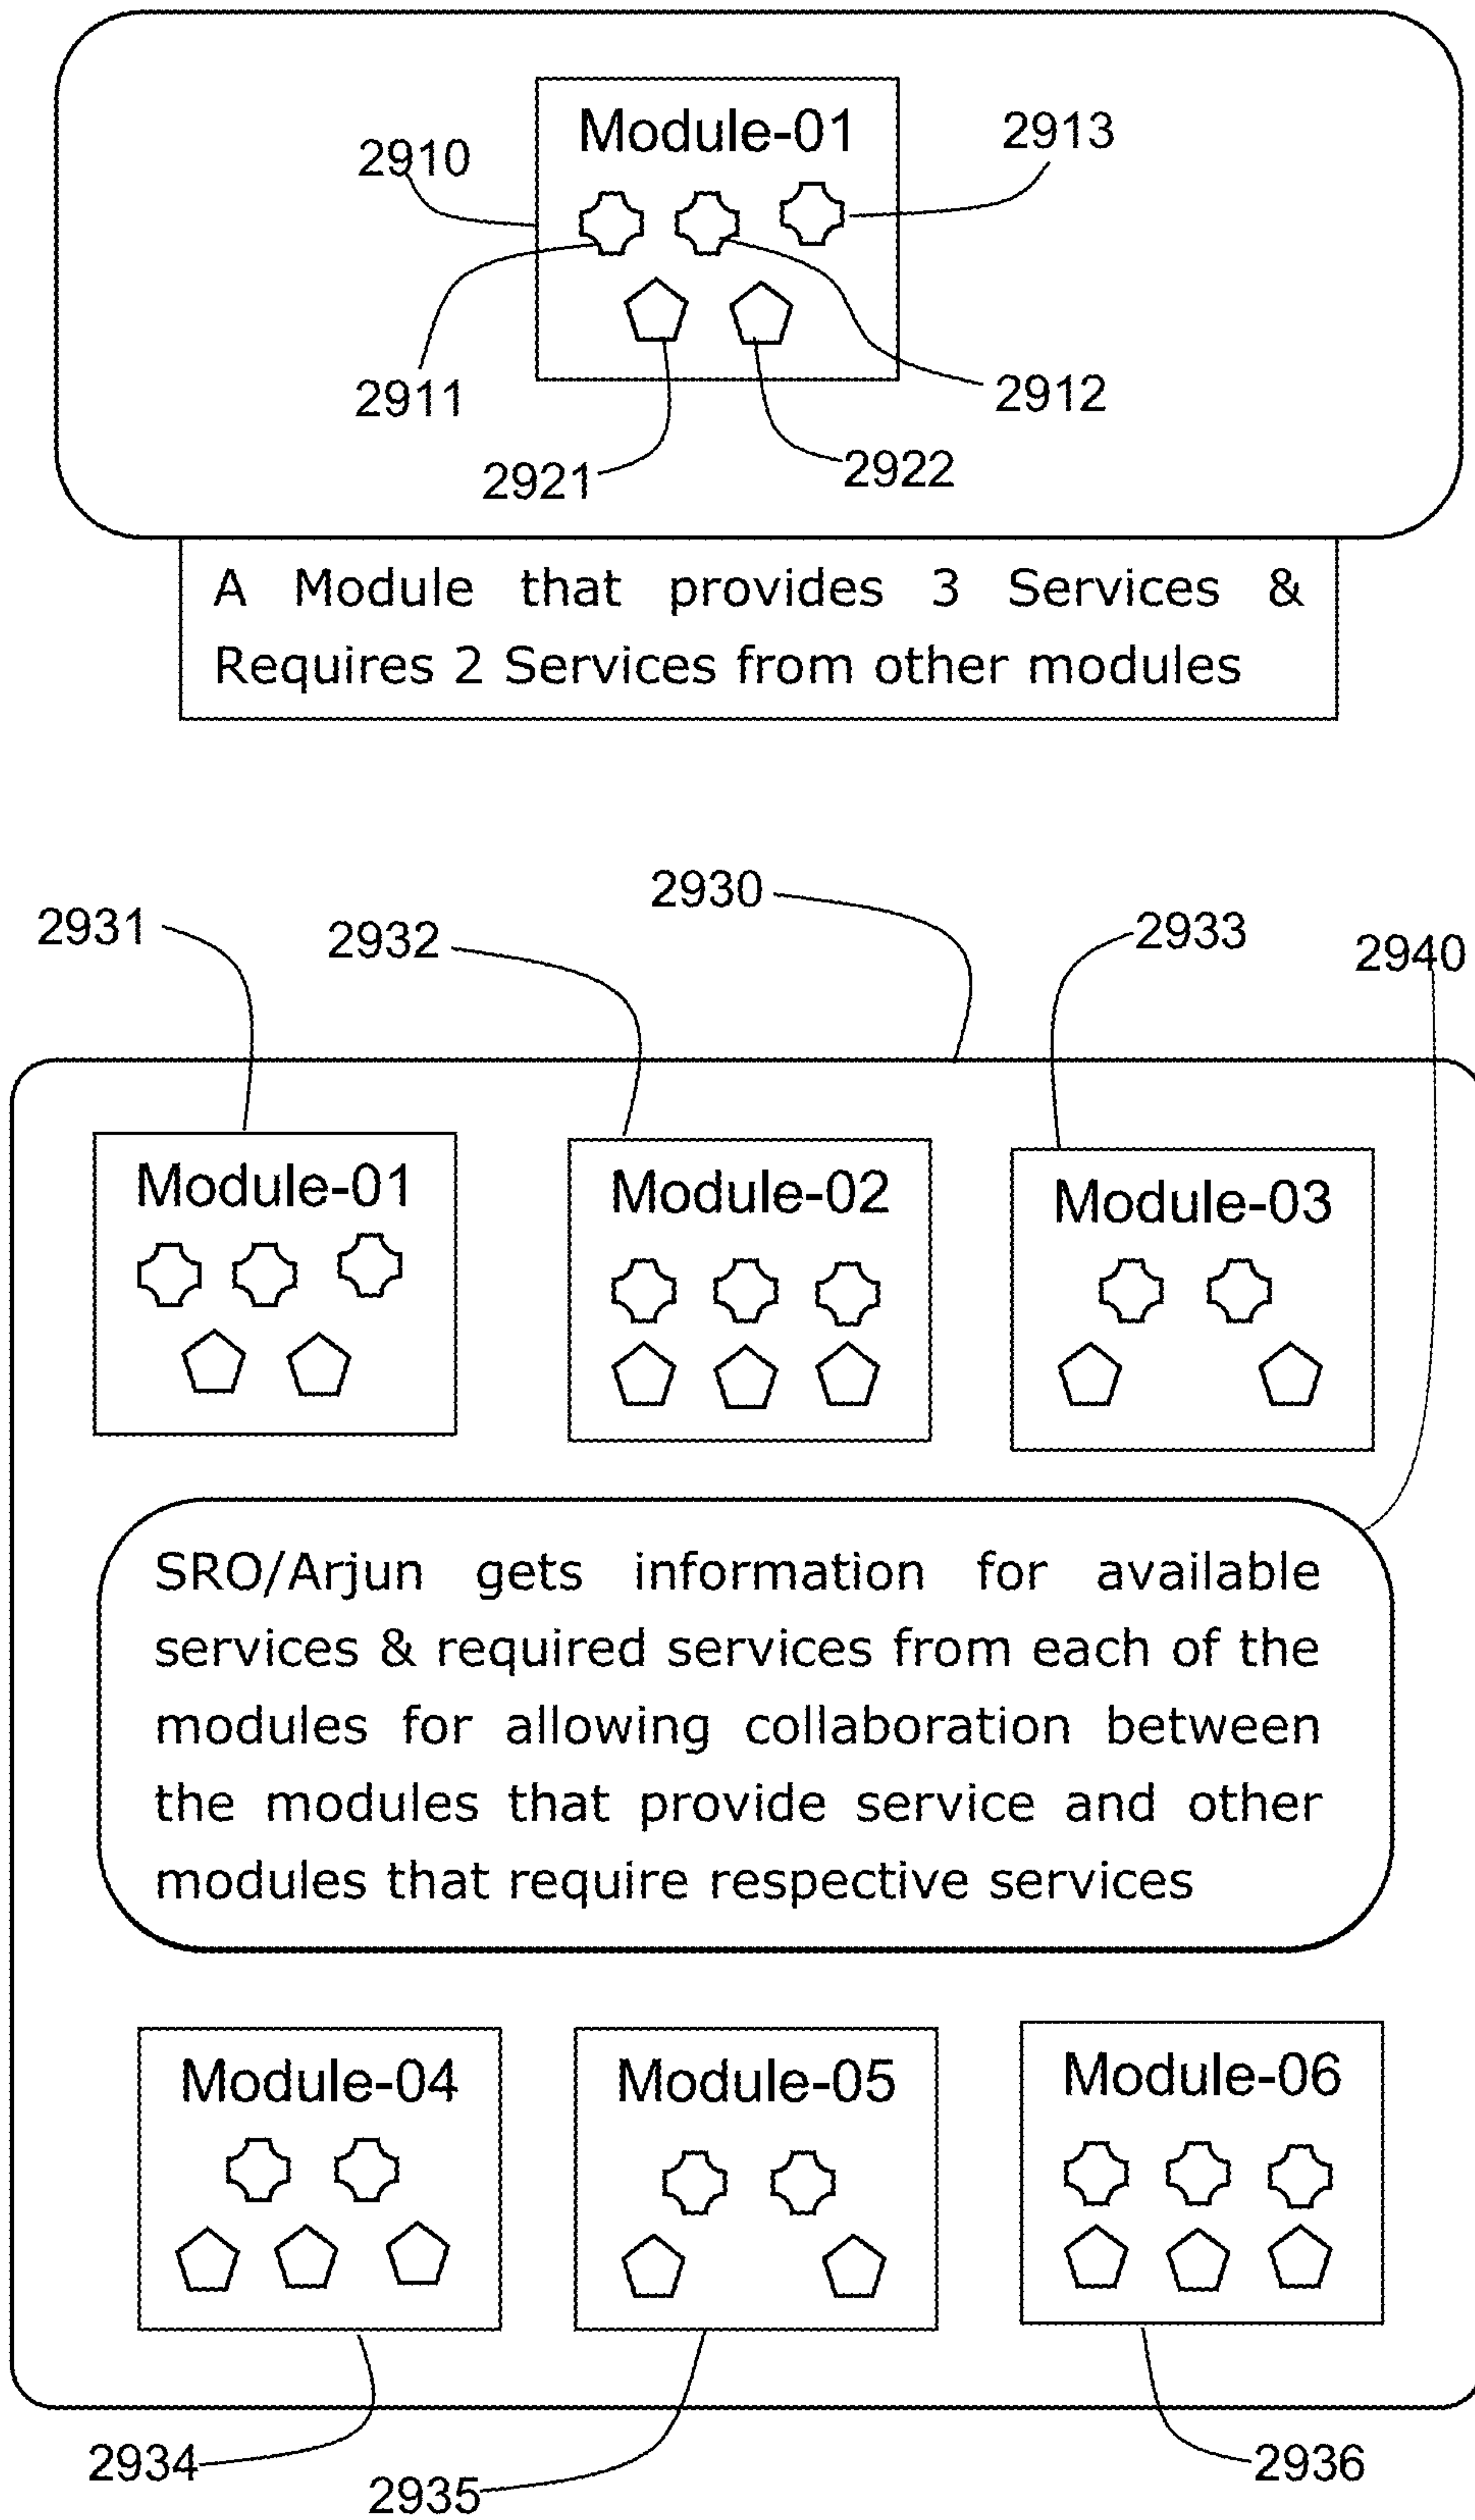 Module-01
2910
2913
2911
2912
2921
2922
A Module that provides 3 Services &
Requires 2 Services from other modules
2930
2931
2932
2933
2940
Module-01
Module-02
Module-03
SRO/Arjun gets information for available
services & required services from each of the
modules for allowing collaboration between
the modules that provide service and other
modules that require respective services
Module-04
Module-05
Module-06
2934
2935
2936